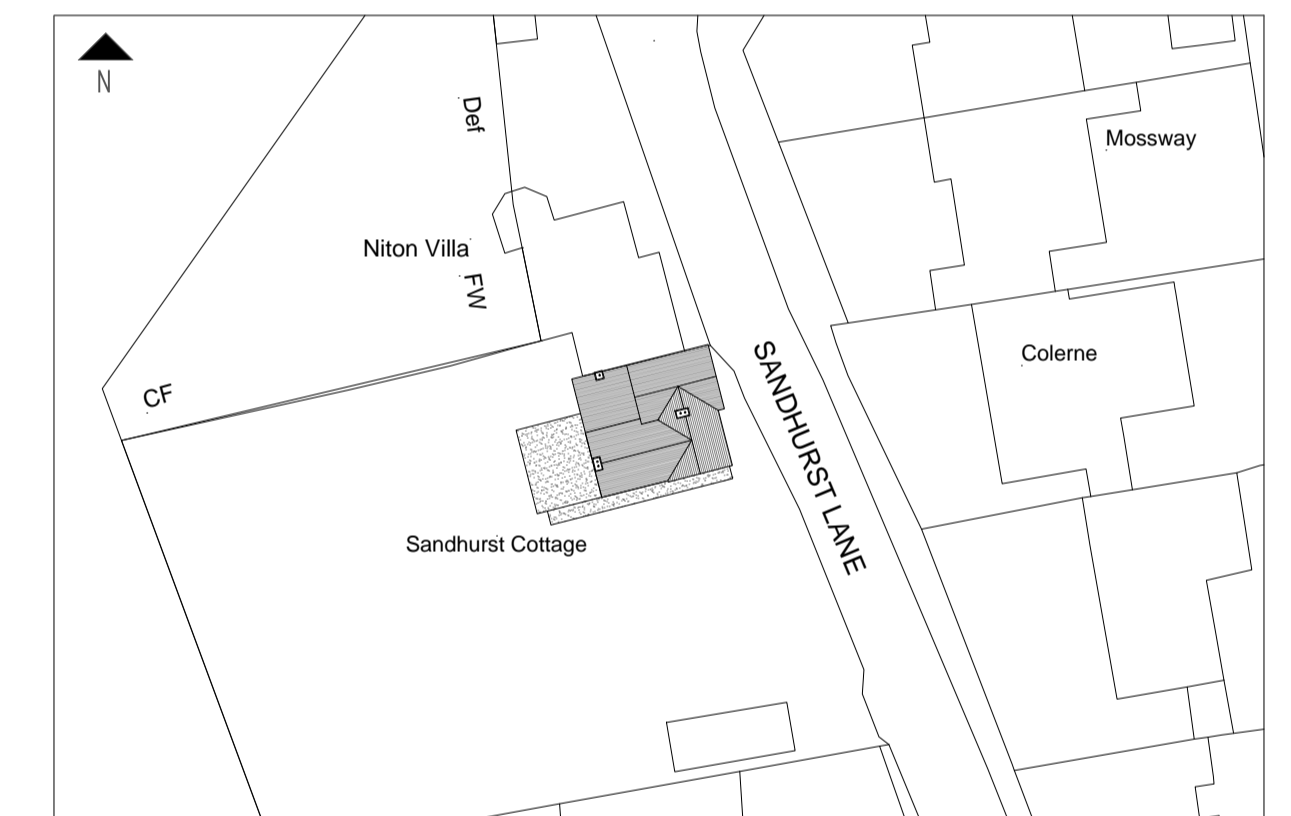 N
Def
Mossway
Niton Villa
FW
SANDHURST LANE
Colerne
CF
Sandhurst Cottage